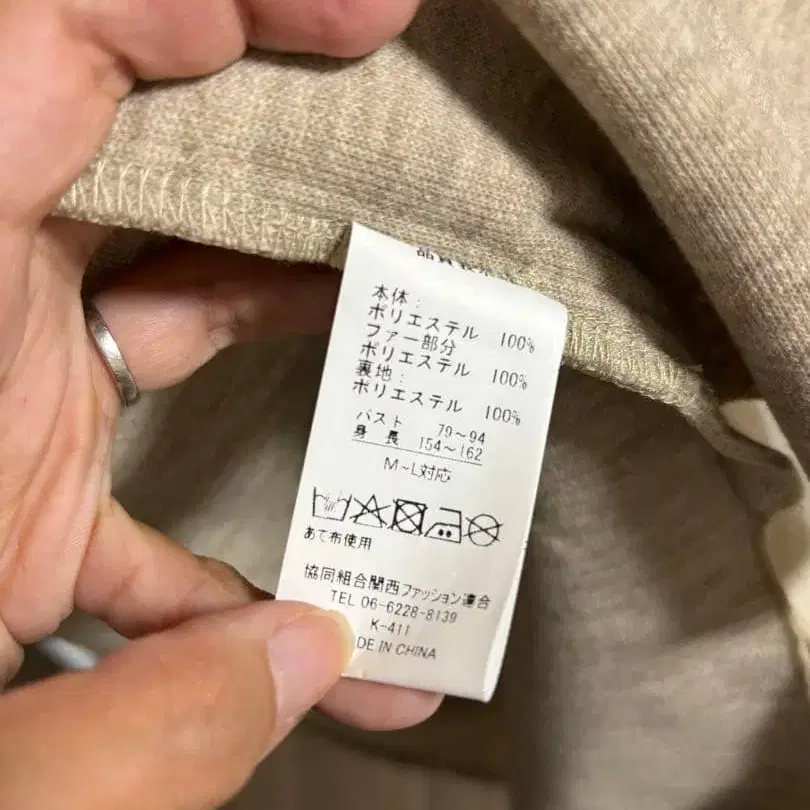 本体:
ポリエステル 100%
ファー部分
ポリエステル 100%
裏地:
ポリエステル 100%
バスト 79~94
身長 154~162
M~L対応
あて布使用
協同組合関西ファッション連合
TEL 06-6228-8139
K-411
DE IN CHINA